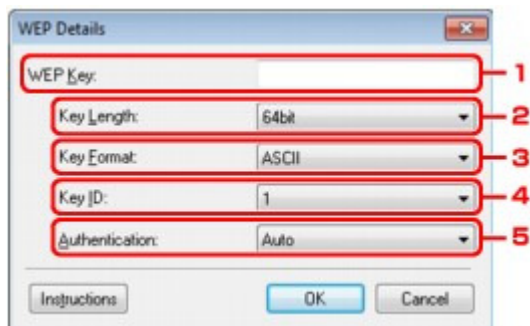 WEP Details
WEP Key: 1
Key Length: 64bit 2
Key Format: ASCII 3
Key ID: 1 4
Authentication: Auto 5
Instructions OK Cancel